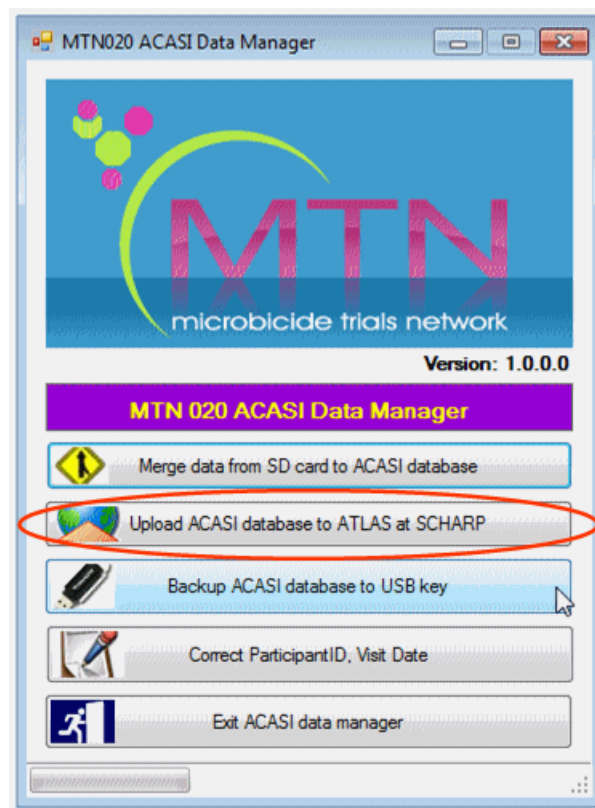 MTN020 ACASI Data Manager
MTN
microbicide trials network
Version: 1.0.0.0
MTN 020 ACASI Data Manager
Merge data from SD card to ACASI database
Upload ACASI database to ATLAS at SCHARP
Backup ACASI database to USB key
Correct ParticipantID, Visit Date
Exit ACASI data manager